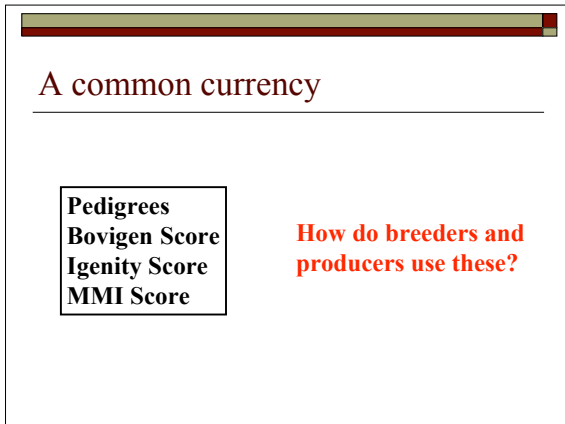 A common currency
Pedigrees
Bovigen Score
Igenity Score
MMI Score
How do breeders and
producers use these?